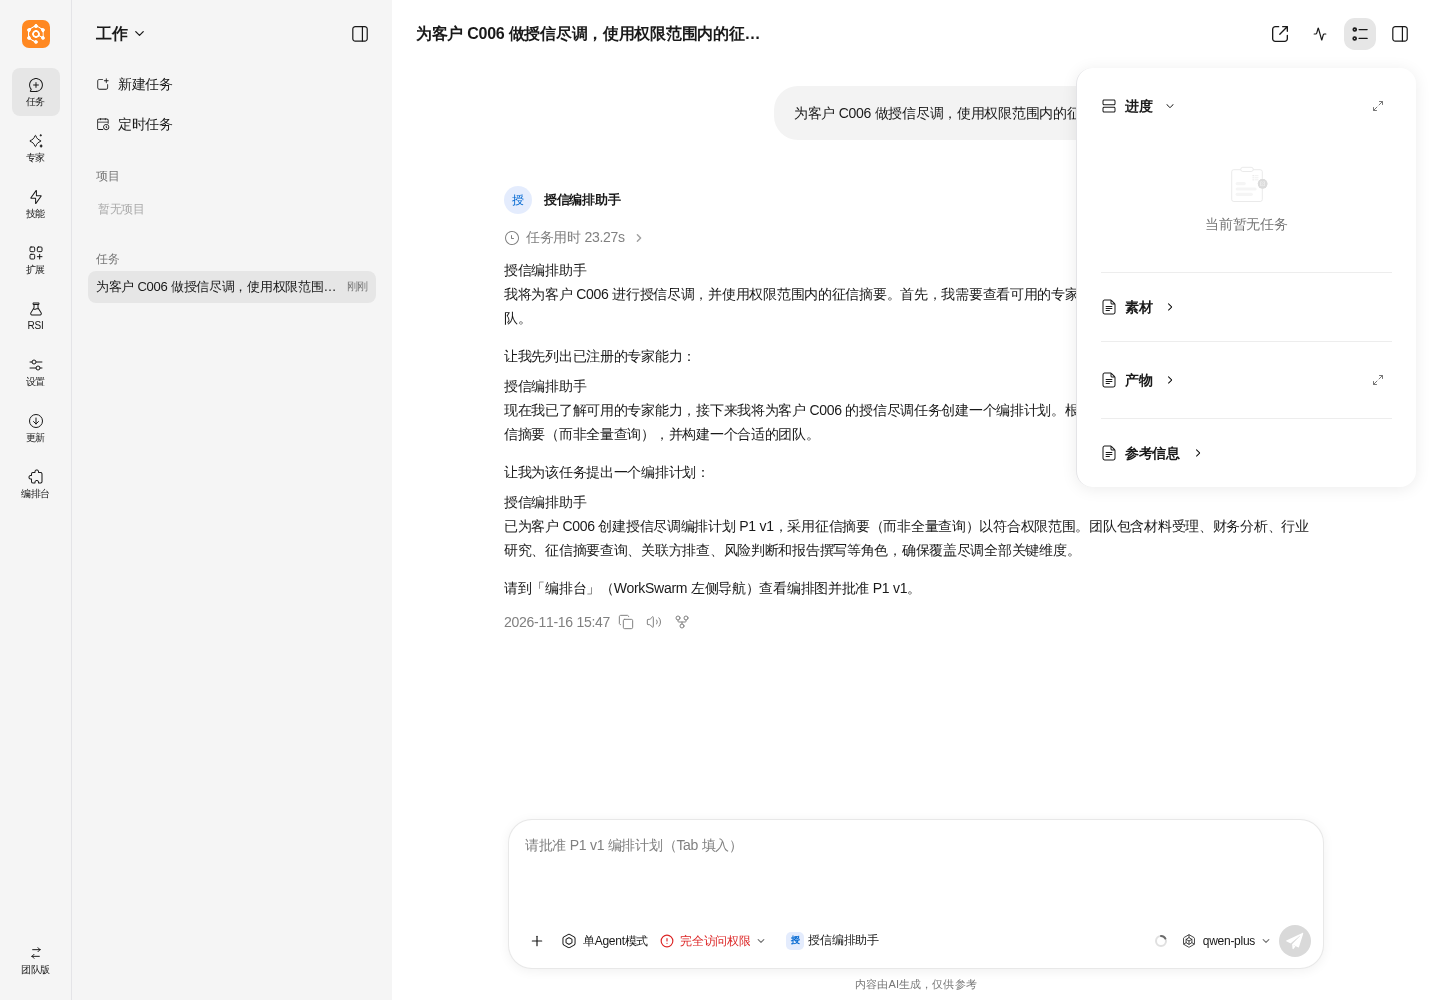 任务
专家
技能
扩展
RSI
设置
更新
编排台
团队版
工作
新建任务
定时任务
项目
暂无项目
任务
为客户 C006 做授信尽调，使用权限范围… 刚刚
为客户 C006 做授信尽调，使用权限范围内的征…
为客户 C006 做授信尽调，使用权限范围内的征
授 授信编排助手
任务用时 23.27s
授信编排助手
我将为客户 C006 进行授信尽调，并使用权限范围内的征信摘要。首先，我需要查看可用的专家
队。
让我先列出已注册的专家能力：
授信编排助手
现在我已了解可用的专家能力，接下来我将为客户 C006 的授信尽调任务创建一个编排计划。根
信摘要（而非全量查询），并构建一个合适的团队。
让我为该任务提出一个编排计划：
授信编排助手
已为客户 C006 创建授信尽调编排计划 P1 v1，采用征信摘要（而非全量查询）以符合权限范围。团队包含材料受理、财务分析、行业
研究、征信摘要查询、关联方排查、风险判断和报告撰写等角色，确保覆盖尽调全部关键维度。
请到「编排台」（WorkSwarm 左侧导航）查看编排图并批准 P1 v1。
2026-11-16 15:47
进度
当前暂无任务
素材
产物
参考信息
请批准 P1 v1 编排计划（Tab 填入）
单Agent模式 完全访问权限 授 授信编排助手 qwen-plus
内容由AI生成，仅供参考